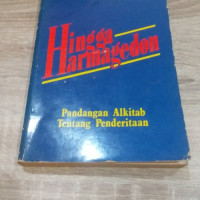 Hingga
Harmagedon
Pandangan Alkitab
Tentang Penderitaan